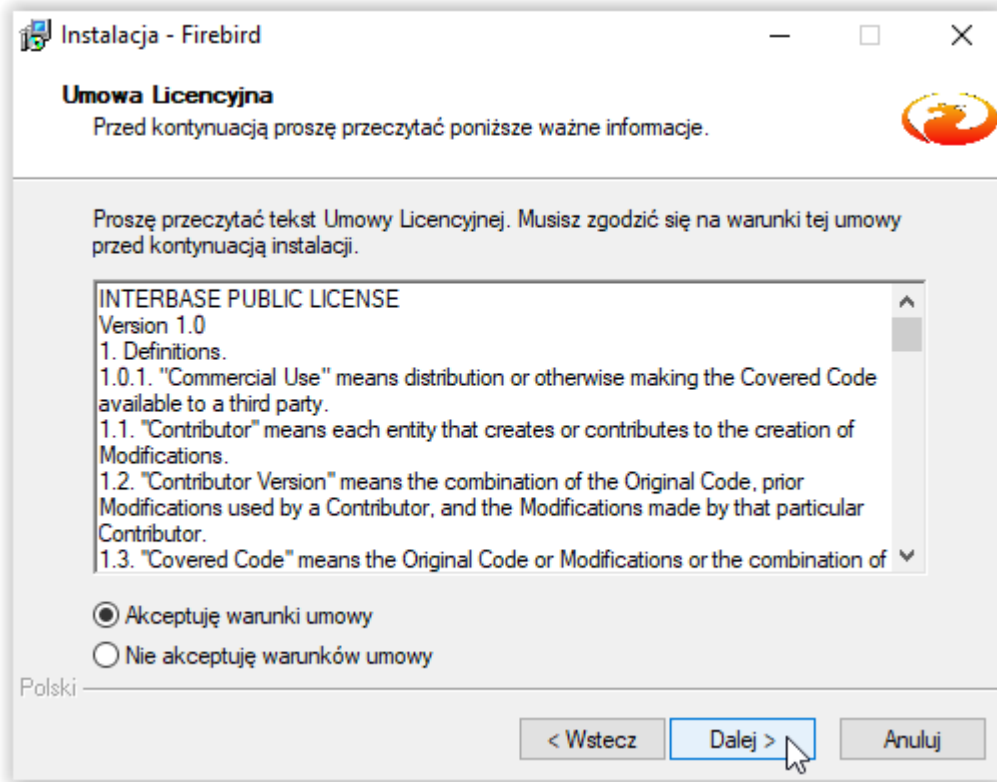 Instalacja - Firebird
Umowa Licencyjna
Przed kontynuacją proszę przeczytać poniższe ważne informacje.
Proszę przeczytać tekst Umowy Licencyjnej. Musisz zgodzić się na warunki tej umowy
przed kontynuacją instalacji.
INTERBASE PUBLIC LICENSE
Version 1.0
1. Definitions.
1.0.1. "Commercial Use" means distribution or otherwise making the Covered Code
available to a third party.
1.1. "Contributor" means each entity that creates or contributes to the creation of
Modifications.
1.2. "Contributor Version" means the combination of the Original Code, prior
Modifications used by a Contributor, and the Modifications made by that particular
Contributor.
1.3. "Covered Code" means the Original Code or Modifications or the combination of
Akceptuję warunki umowy
Nie akceptuję warunków umowy
Polski
< Wstecz
Dalej >
Anuluj